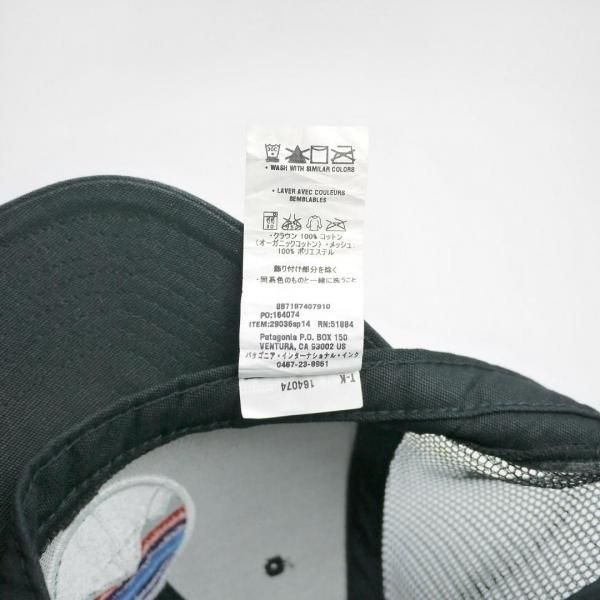 • WASH WITH SIMILAR COLORS
• LAVER AVEC COULEURS
SEMBLABLES
・クラウン 100% コットン
(オーガニックコットン)・メッシュ:
100% ポリエステル
飾り付け部分を除く
・同系色のものと一緒に洗うこと
887187407910
PO:164074
ITEM:29036sp14 RN:51884
Patagonia P.O. BOX 150
VENTURA, CA 93002 US
パタゴニア・インターナショナル・インク
0467-23-8961
T-K
164074